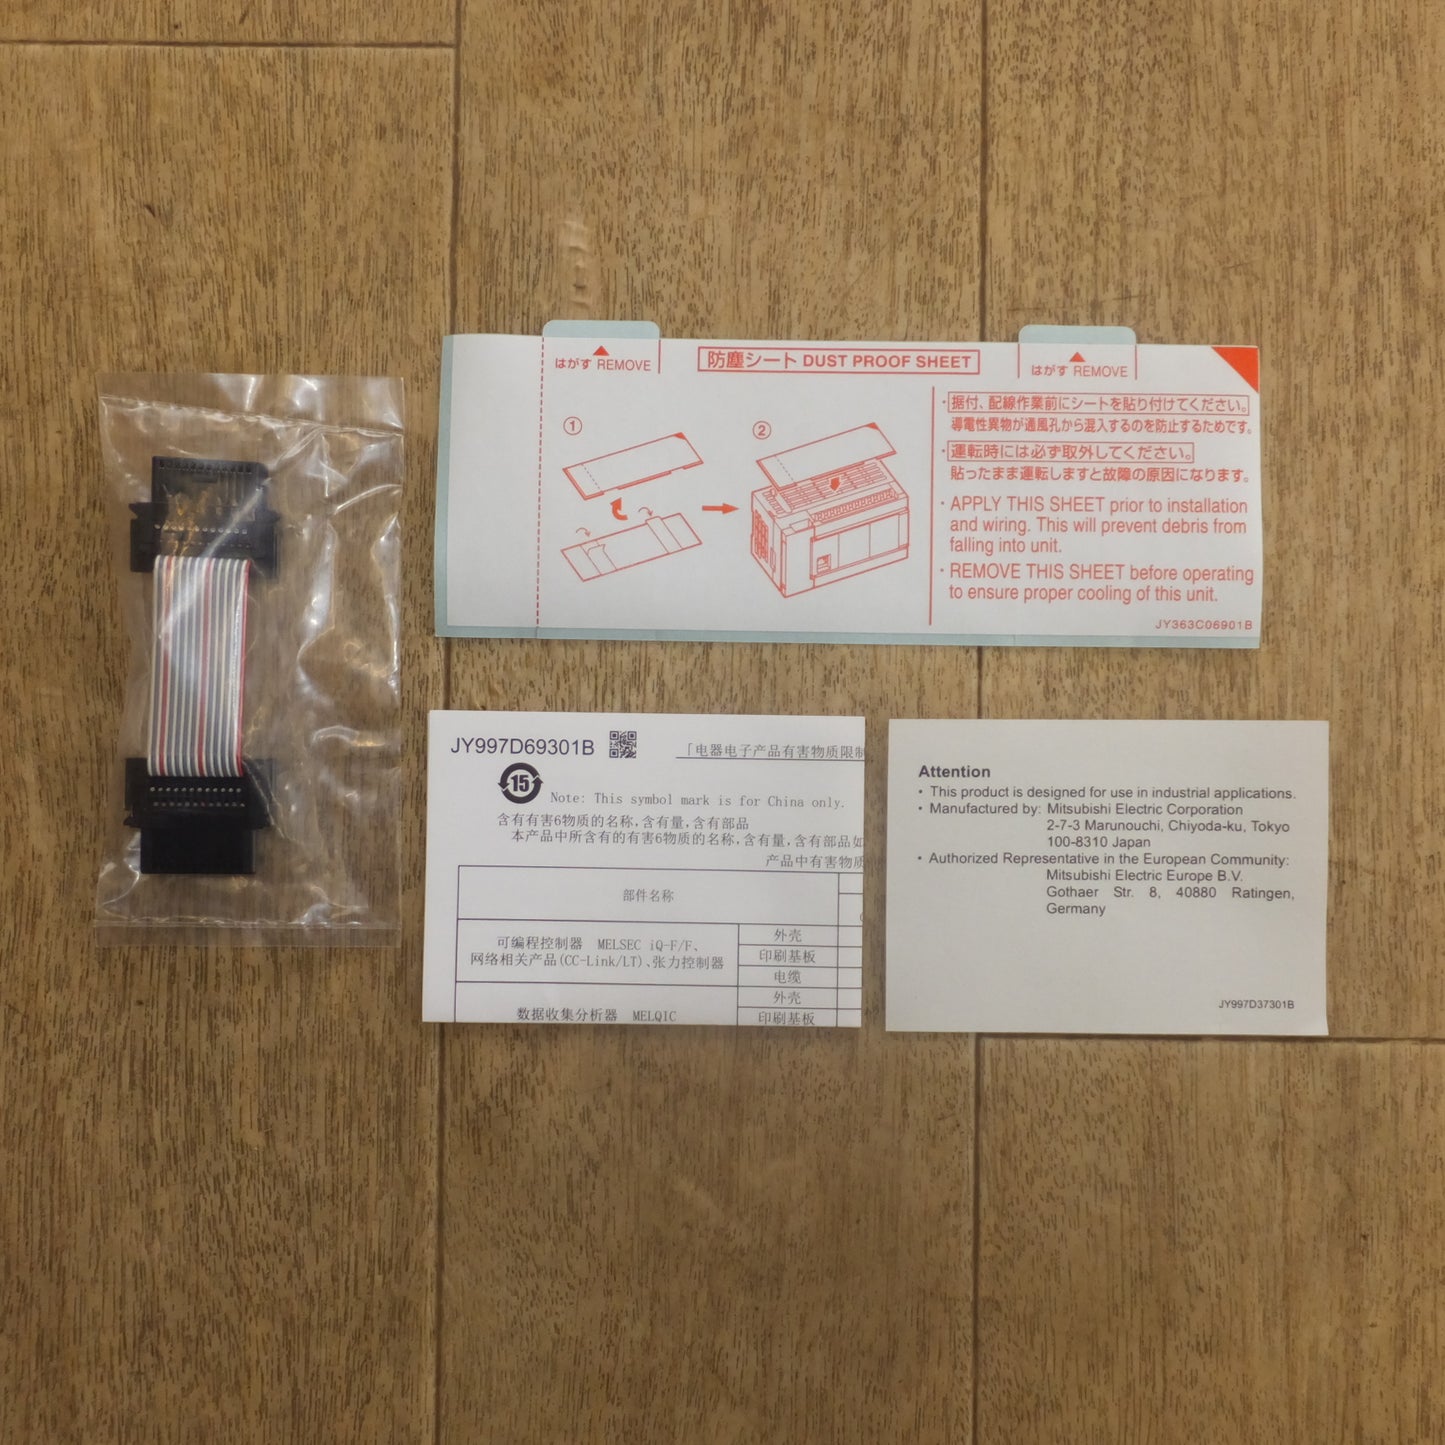 はがす REMOVE
防塵シート DUST PROOF SHEET
はがす REMOVE
①
②
・据付、配線作業前にシートを貼り付けてください。
導電性異物が通風孔から混入するのを防止するためです。
・運転時には必ず取外してください。
貼ったまま運転しますと故障の原因になります。
・APPLY THIS SHEET prior to installation
and wiring. This will prevent debris from
falling into unit.
・REMOVE THIS SHEET before operating
to ensure proper cooling of this unit.
JY363C06901B
JY997D69301B
「电器电子产品有害物质限制
15
Note: This symbol mark is for China only.
含有有害6物质的名称,含有量,含有部品
本产品中所含有的有害6物质的名称,含有量,含有部品如
产品中有害物质
部件名称
可编程控制器 MELSEC iQ-F/F、
网络相关产品(CC-Link/LT)、张力控制器
外壳
印刷基板
电缆
数据收集分析器 MELQIC
外壳
印刷基板
Attention
• This product is designed for use in industrial applications.
• Manufactured by: Mitsubishi Electric Corporation
2-7-3 Marunouchi, Chiyoda-ku, Tokyo
100-8310 Japan
• Authorized Representative in the European Community:
Mitsubishi Electric Europe B.V.
Gothaer Str. 8, 40880 Ratingen,
Germany
JY997D37301B